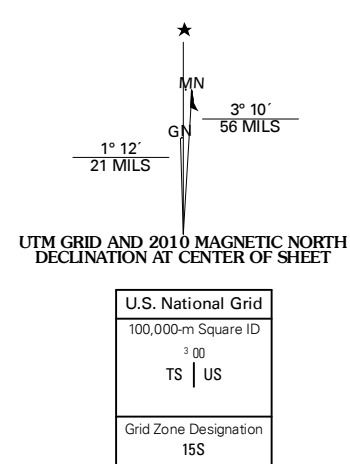 ★
MN
3° 10´
56 MILS
GN
1° 12´
21 MILS
UTM GRID AND 2010 MAGNETIC NORTH
DECLINATION AT CENTER OF SHEET
U.S. National Grid
100,000-m Square ID
3 00
TS | US
Grid Zone Designation
15S